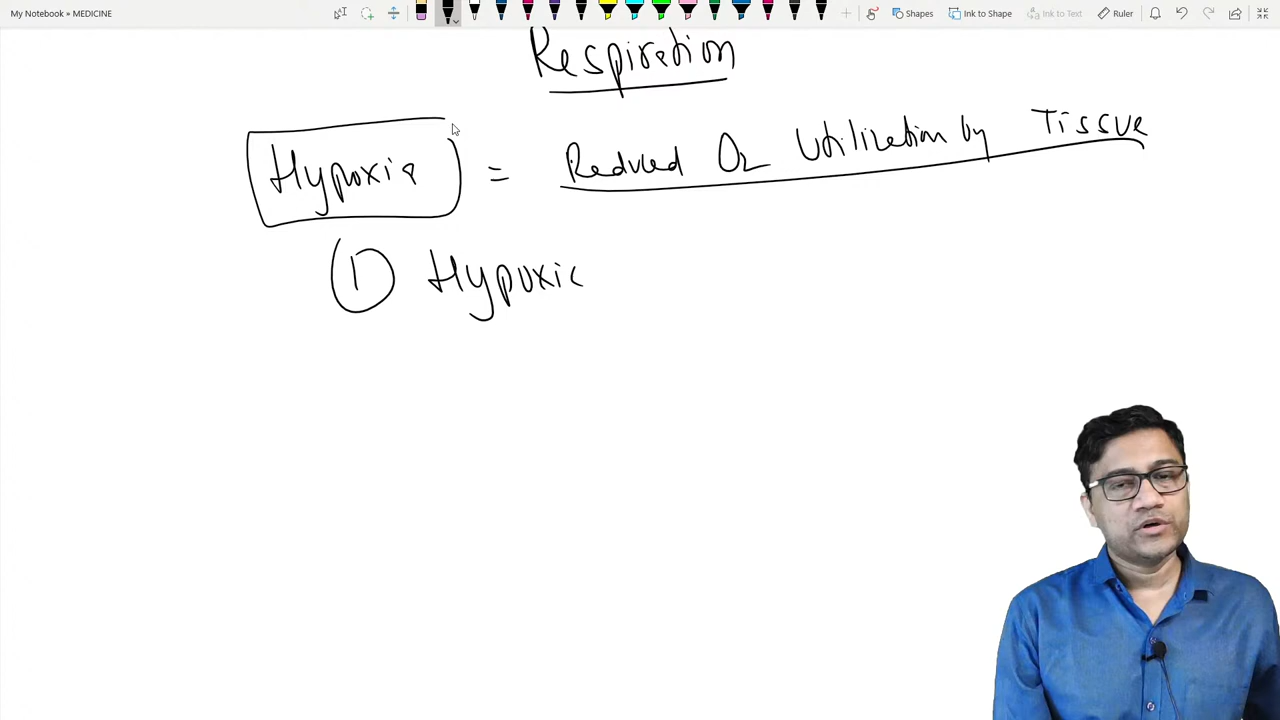 My Notebook » MEDICINE
Shapes Ink to Shape Ink to Text Ruler
Respiration
Hypoxia = Reduced O2 Utilization by Tissue
① Hypoxic